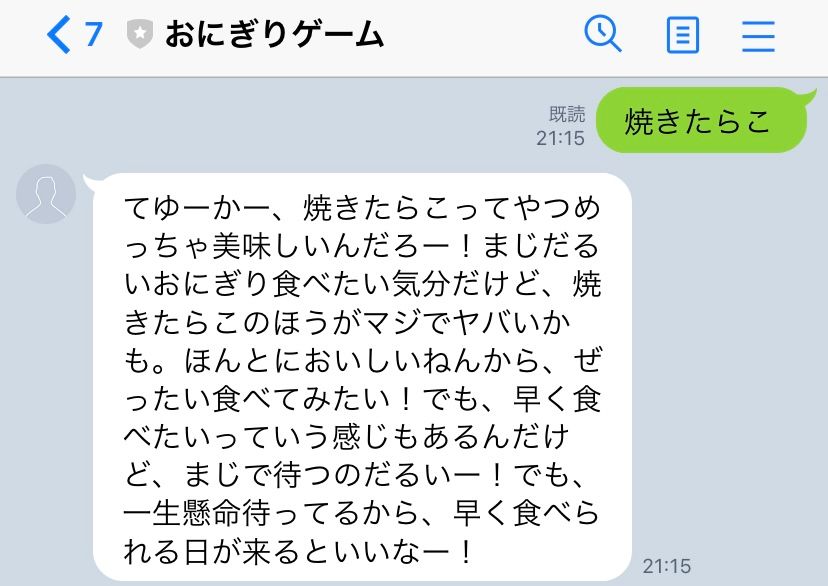 7 おにぎりゲーム
既読
21:15
焼きたらこ
てゆーかー、焼きたらこってやつめ
っちゃ美味しいんだろー！まじだる
いおにぎり食べたい気分だけど、焼
きたらこのほうがマジでヤバいか
も。ほんとにおいしいねんから、ぜ
ったい食べてみたい！でも、早く食
べたいっていう感じもあるんだけ
ど、まじで待つのだるいー！でも、
一生懸命待ってるから、早く食べら
れる日が来るといいなー！
21:15